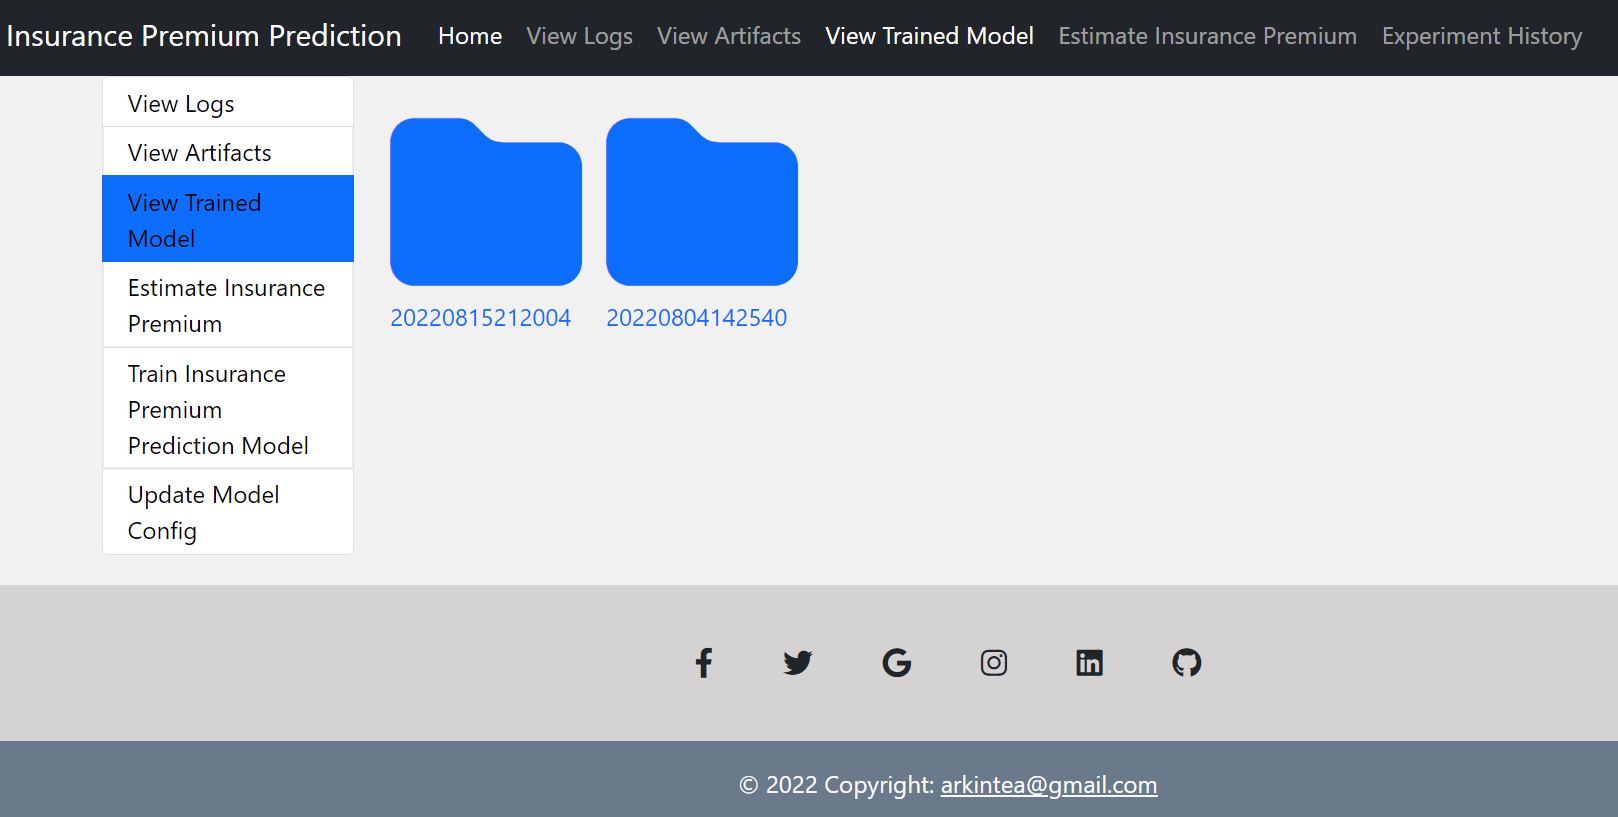 Insurance Premium Prediction Home View Logs View Artifacts View Trained Model Estimate Insurance Premium Experiment History
View Logs
View Artifacts
View Trained
Model
Estimate Insurance
Premium
Train Insurance
Premium
Prediction Model
Update Model
Config
20220815212004 20220804142540
© 2022 Copyright: arkintea@gmail.com